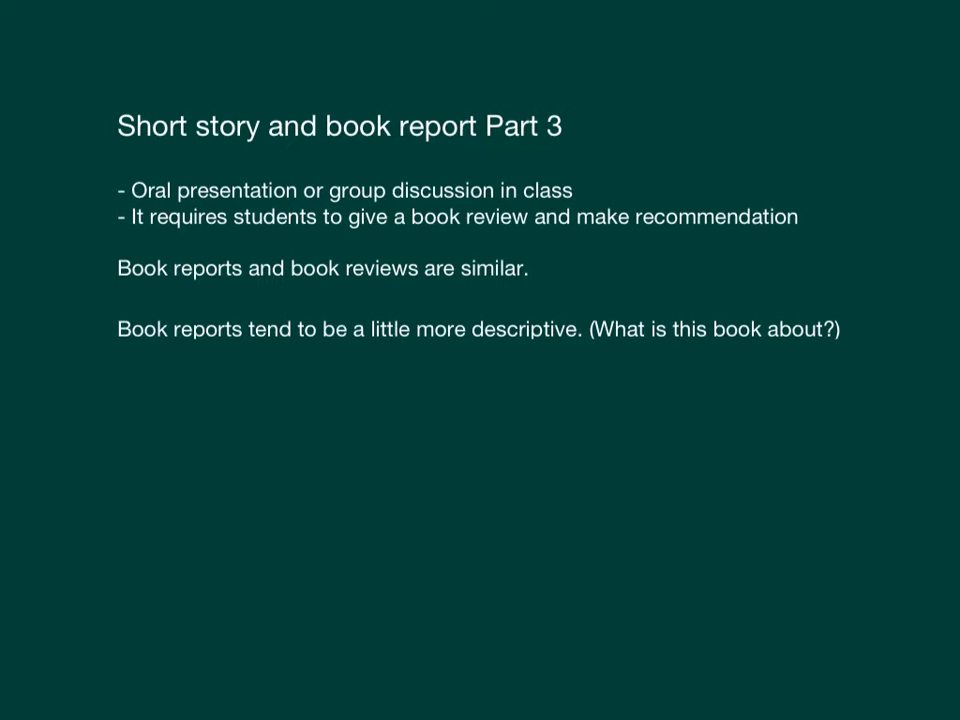 Short story and book report Part 3
- Oral presentation or group discussion in class
- It requires students to give a book review and make recommendation
Book reports and book reviews are similar.
Book reports tend to be a little more descriptive. (What is this book about?)